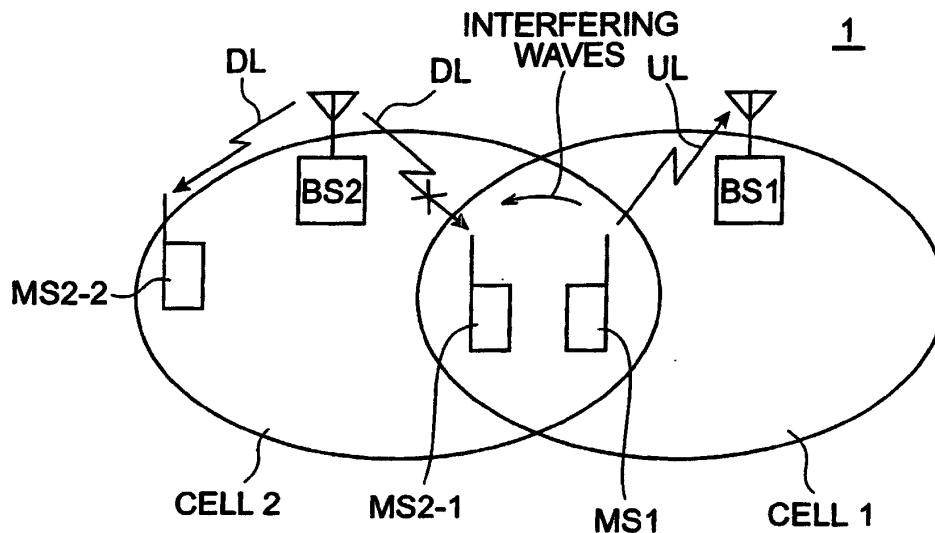 INTERFERING
WAVES
1
DL
DL
UL
BS2
BS1
MS2-2
CELL 2
MS2-1
MS1
CELL 1